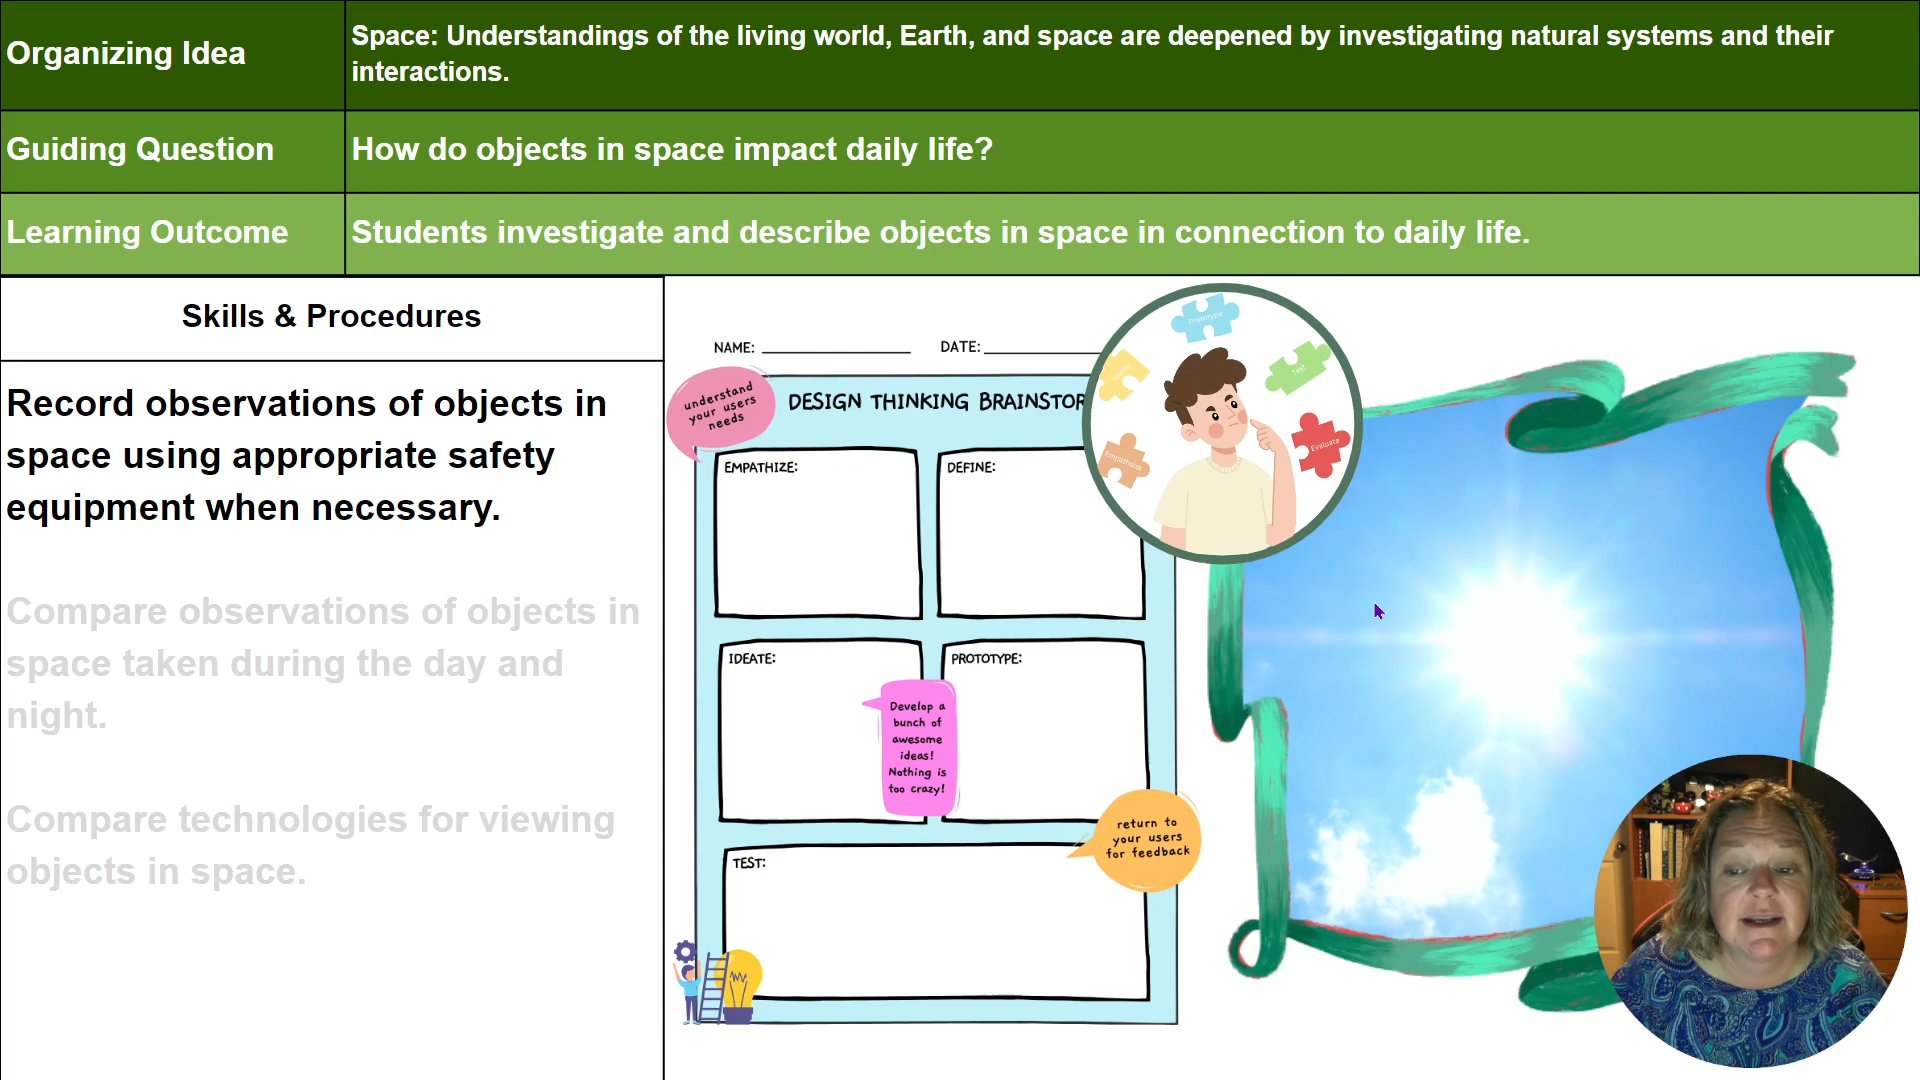 Organizing Idea
Space: Understandings of the living world, Earth, and space are deepened by investigating natural systems and their
interactions.
Guiding Question
How do objects in space impact daily life?
Learning Outcome
Students investigate and describe objects in space in connection to daily life.
Skills & Procedures
Record observations of objects in
space using appropriate safety
equipment when necessary.
Compare observations of objects in
space taken during the day and
night.
Compare technologies for viewing
objects in space.
NAME:
DATE:
understand
your users
needs
DESIGN THINKING
EMPATHIZE:
DEFINE:
IDEATE:
PROTOTYPE:
Develop a
bunch of
awesome
ideas!
Nothing is
too crazy!
return to
your users
for feedback
TEST:
Prototype
Test
Evaluate
Empathize